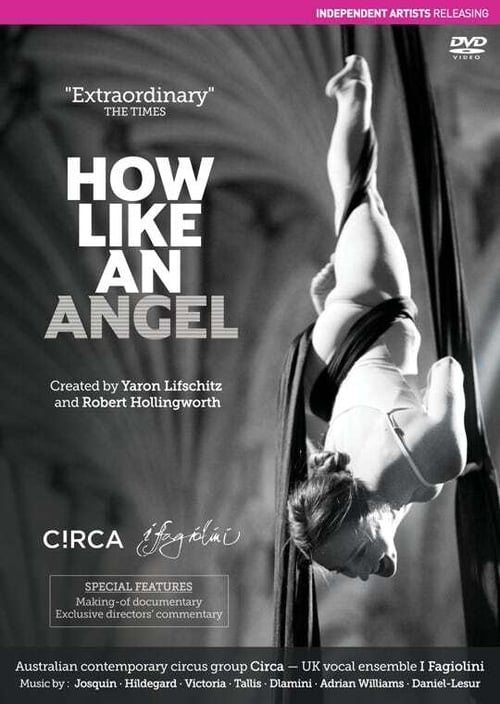 INDEPENDENT ARTISTS RELEASING
DVD
VIDEO
"Extraordinary"
THE TIMES
HOW
LIKE
AN
ANGEL
Created by Yaron Lifschitz
and Robert Hollingworth
C!RCA i fagiolini
SPECIAL FEATURES
Making-of documentary
Exclusive directors' commentary
Australian contemporary circus group Circa — UK vocal ensemble I Fagiolini
Music by : Josquin · Hildegard · Victoria · Tallis · Dlamini · Adrian Williams · Daniel-Lesur